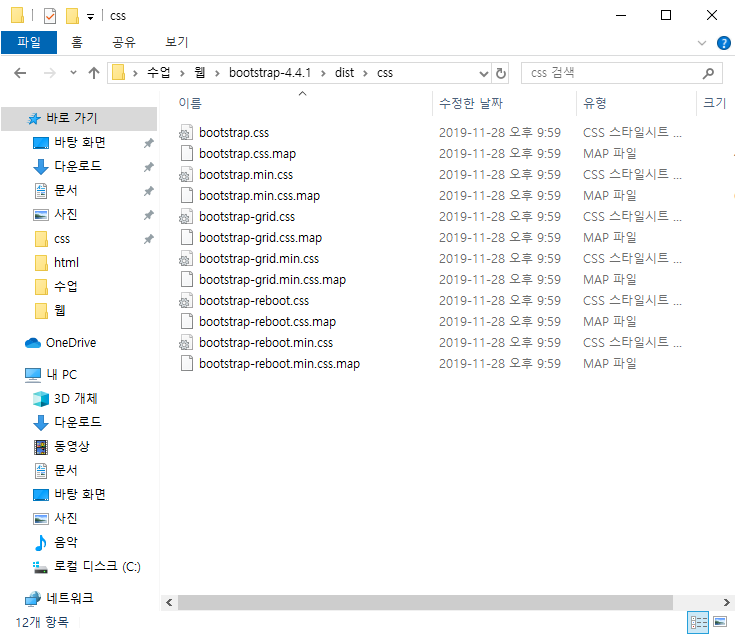 css
파일 홈 공유 보기
수업 > 웹 > bootstrap-4.4.1 > dist > css
css 검색
이름 수정한 날짜 유형 크기
bootstrap.css 2019-11-28 오후 9:59 CSS 스타일시트 ...
bootstrap.css.map 2019-11-28 오후 9:59 MAP 파일
bootstrap.min.css 2019-11-28 오후 9:59 CSS 스타일시트 ...
bootstrap.min.css.map 2019-11-28 오후 9:59 MAP 파일
bootstrap-grid.css 2019-11-28 오후 9:59 CSS 스타일시트 ...
bootstrap-grid.css.map 2019-11-28 오후 9:59 MAP 파일
bootstrap-grid.min.css 2019-11-28 오후 9:59 CSS 스타일시트 ...
bootstrap-grid.min.css.map 2019-11-28 오후 9:59 MAP 파일
bootstrap-reboot.css 2019-11-28 오후 9:59 CSS 스타일시트 ...
bootstrap-reboot.css.map 2019-11-28 오후 9:59 MAP 파일
bootstrap-reboot.min.css 2019-11-28 오후 9:59 CSS 스타일시트 ...
bootstrap-reboot.min.css.map 2019-11-28 오후 9:59 MAP 파일
바로 가기
바탕 화면
다운로드
문서
사진
css
html
수업
웹
OneDrive
내 PC
3D 개체
다운로드
동영상
문서
바탕 화면
사진
음악
로컬 디스크 (C:)
네트워크
12개 항목